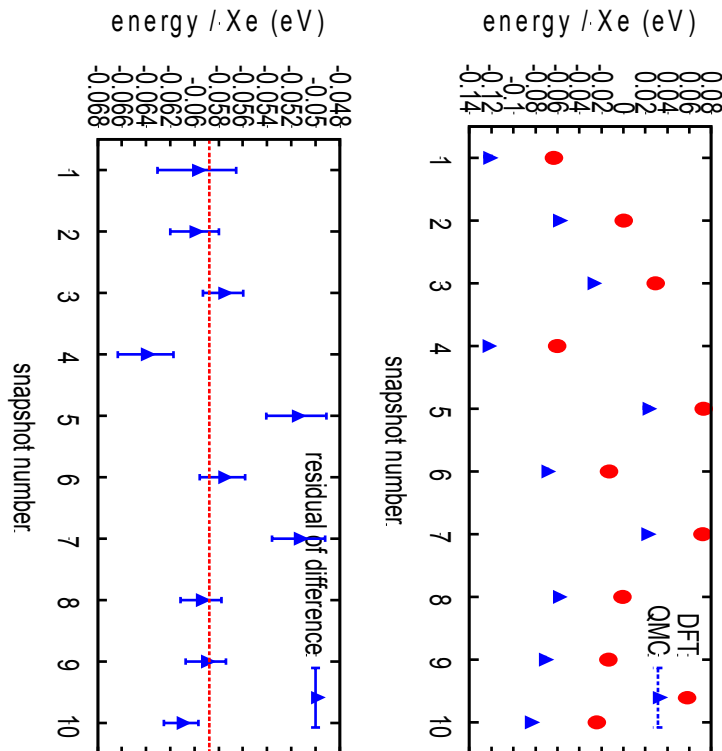 energy / Xe (eV)
0.08
0.06
0.04
0.02
0
-0.02
-0.04
-0.06
-0.08
-0.1
-0.12
-0.14
DFT
QMC
1 2 3 4 5 6 7 8 9 10
snapshot number
energy / Xe (eV)
-0.048
-0.05
-0.052
-0.054
-0.056
-0.058
-0.06
-0.062
-0.064
-0.066
-0.068
residual of difference
1 2 3 4 5 6 7 8 9 10
snapshot number